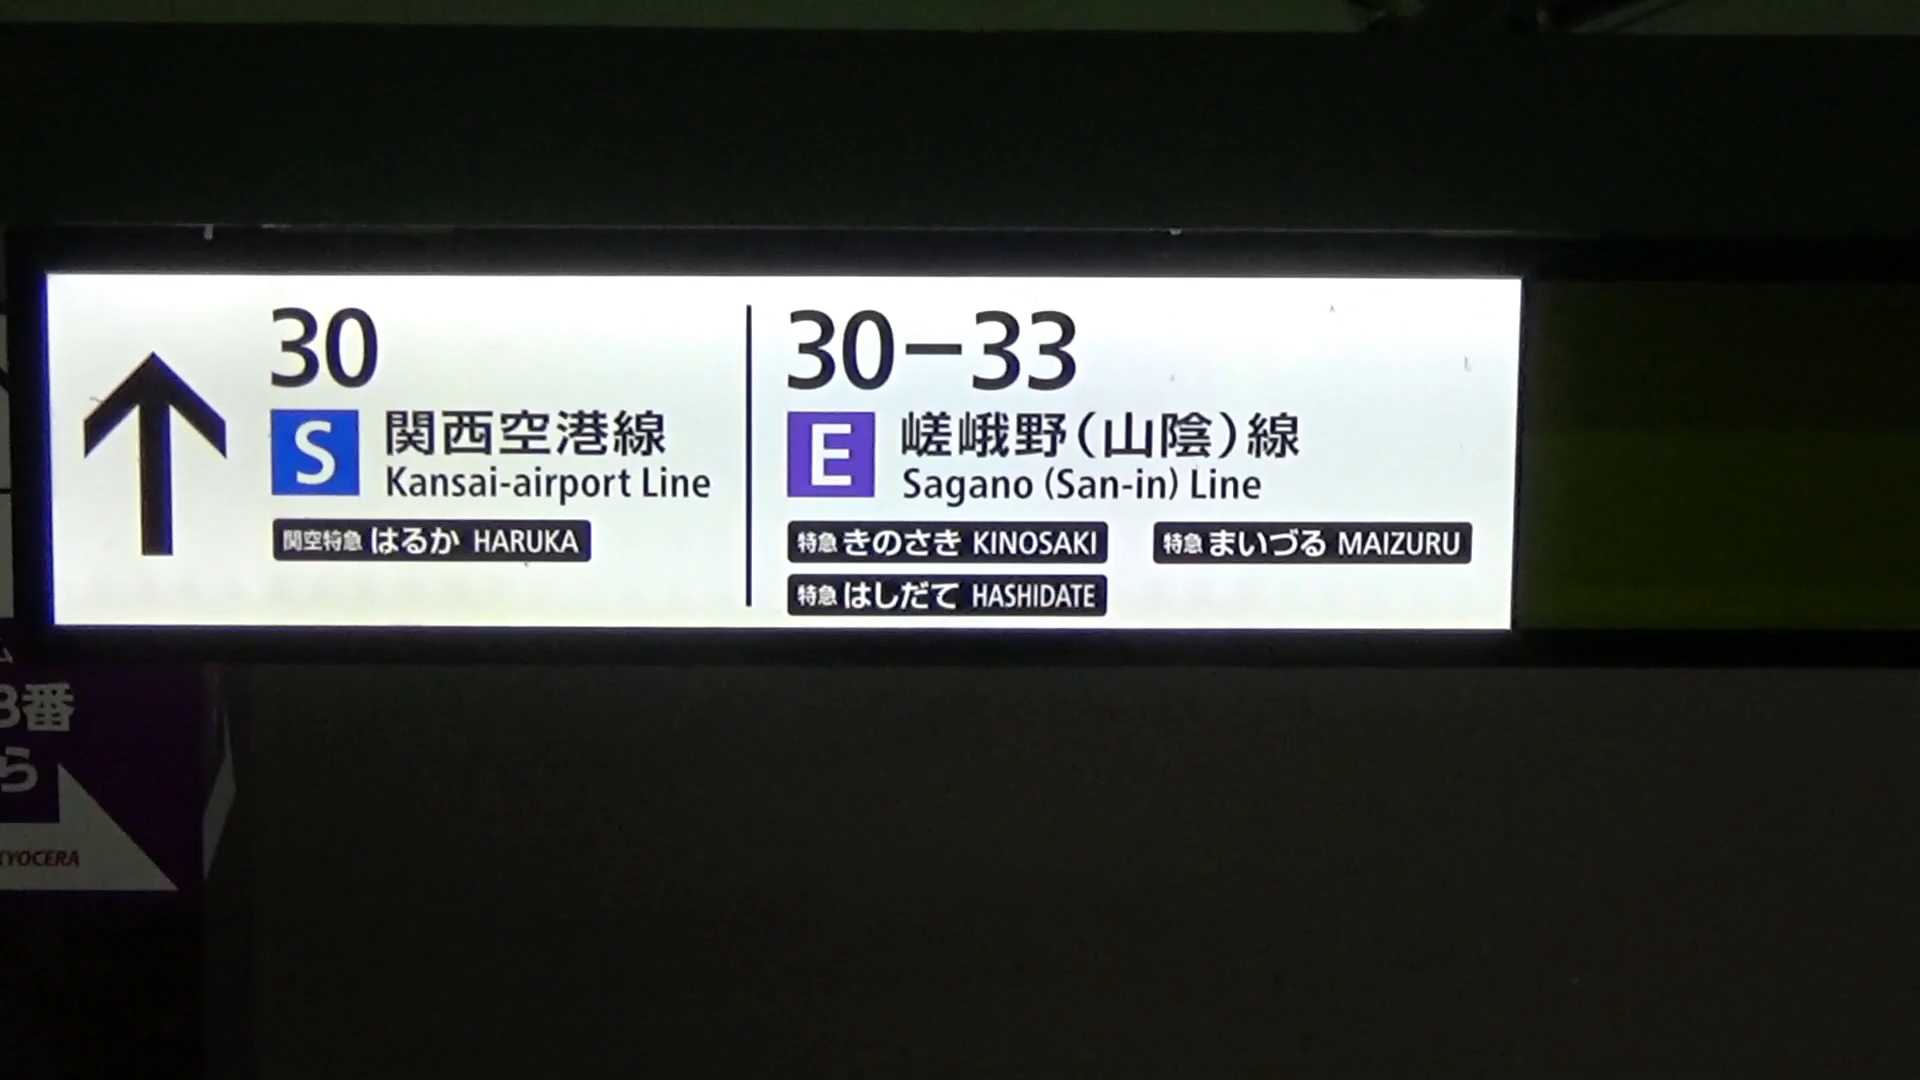 30
S 関西空港線
Kansai-airport Line
関空特急 はるか HARUKA
30-33
E 嵯峨野(山陰)線
Sagano (San-in) Line
特急 きのさき KINOSAKI
特急 まいづる MAIZURU
特急 はしだて HASHIDATE
番
ら
KYOCERA